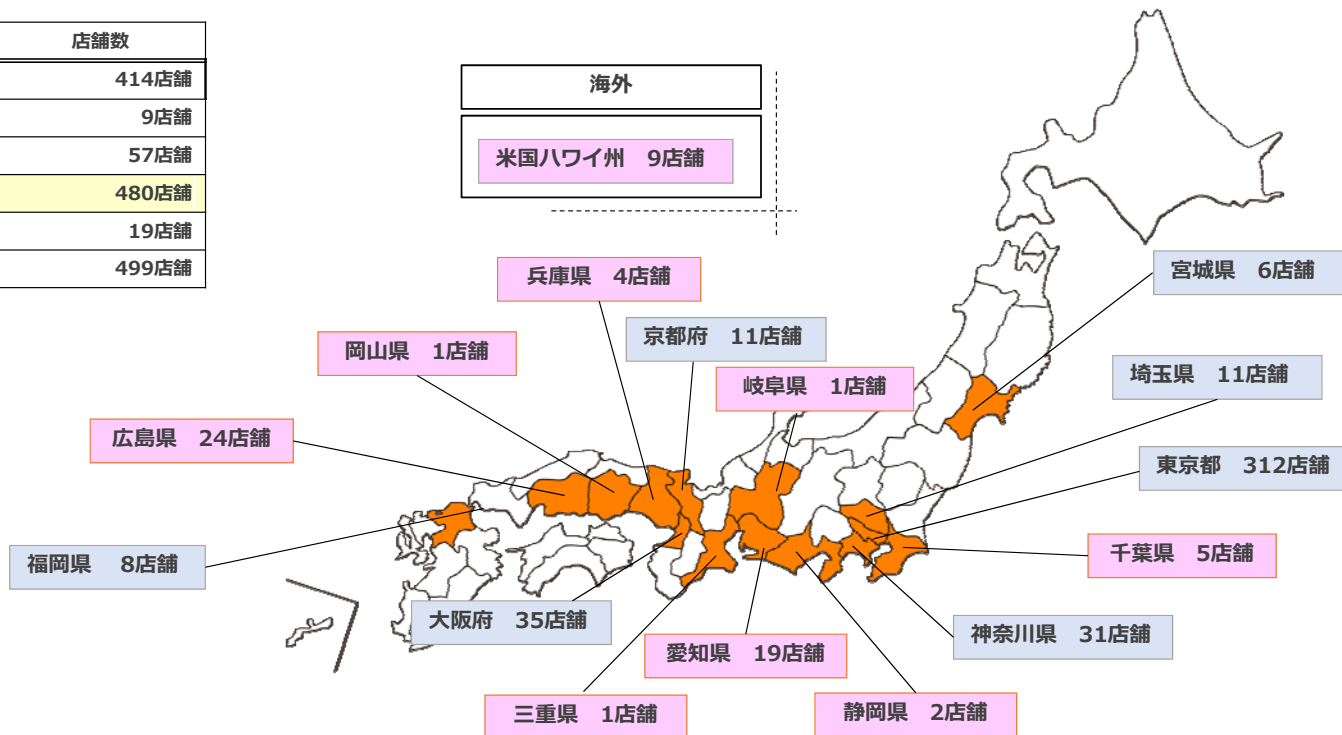 店舗数
414店舗
9店舗
57店舗
480店舗
19店舗
499店舗
海外
米国ハワイ州 9店舗
兵庫県 4店舗
宮城県 6店舗
京都府 11店舗
岡山県 1店舗
岐阜県 1店舗
埼玉県 11店舗
広島県 24店舗
東京都 312店舗
福岡県 8店舗
千葉県 5店舗
大阪府 35店舗
神奈川県 31店舗
愛知県 19店舗
三重県 1店舗
静岡県 2店舗